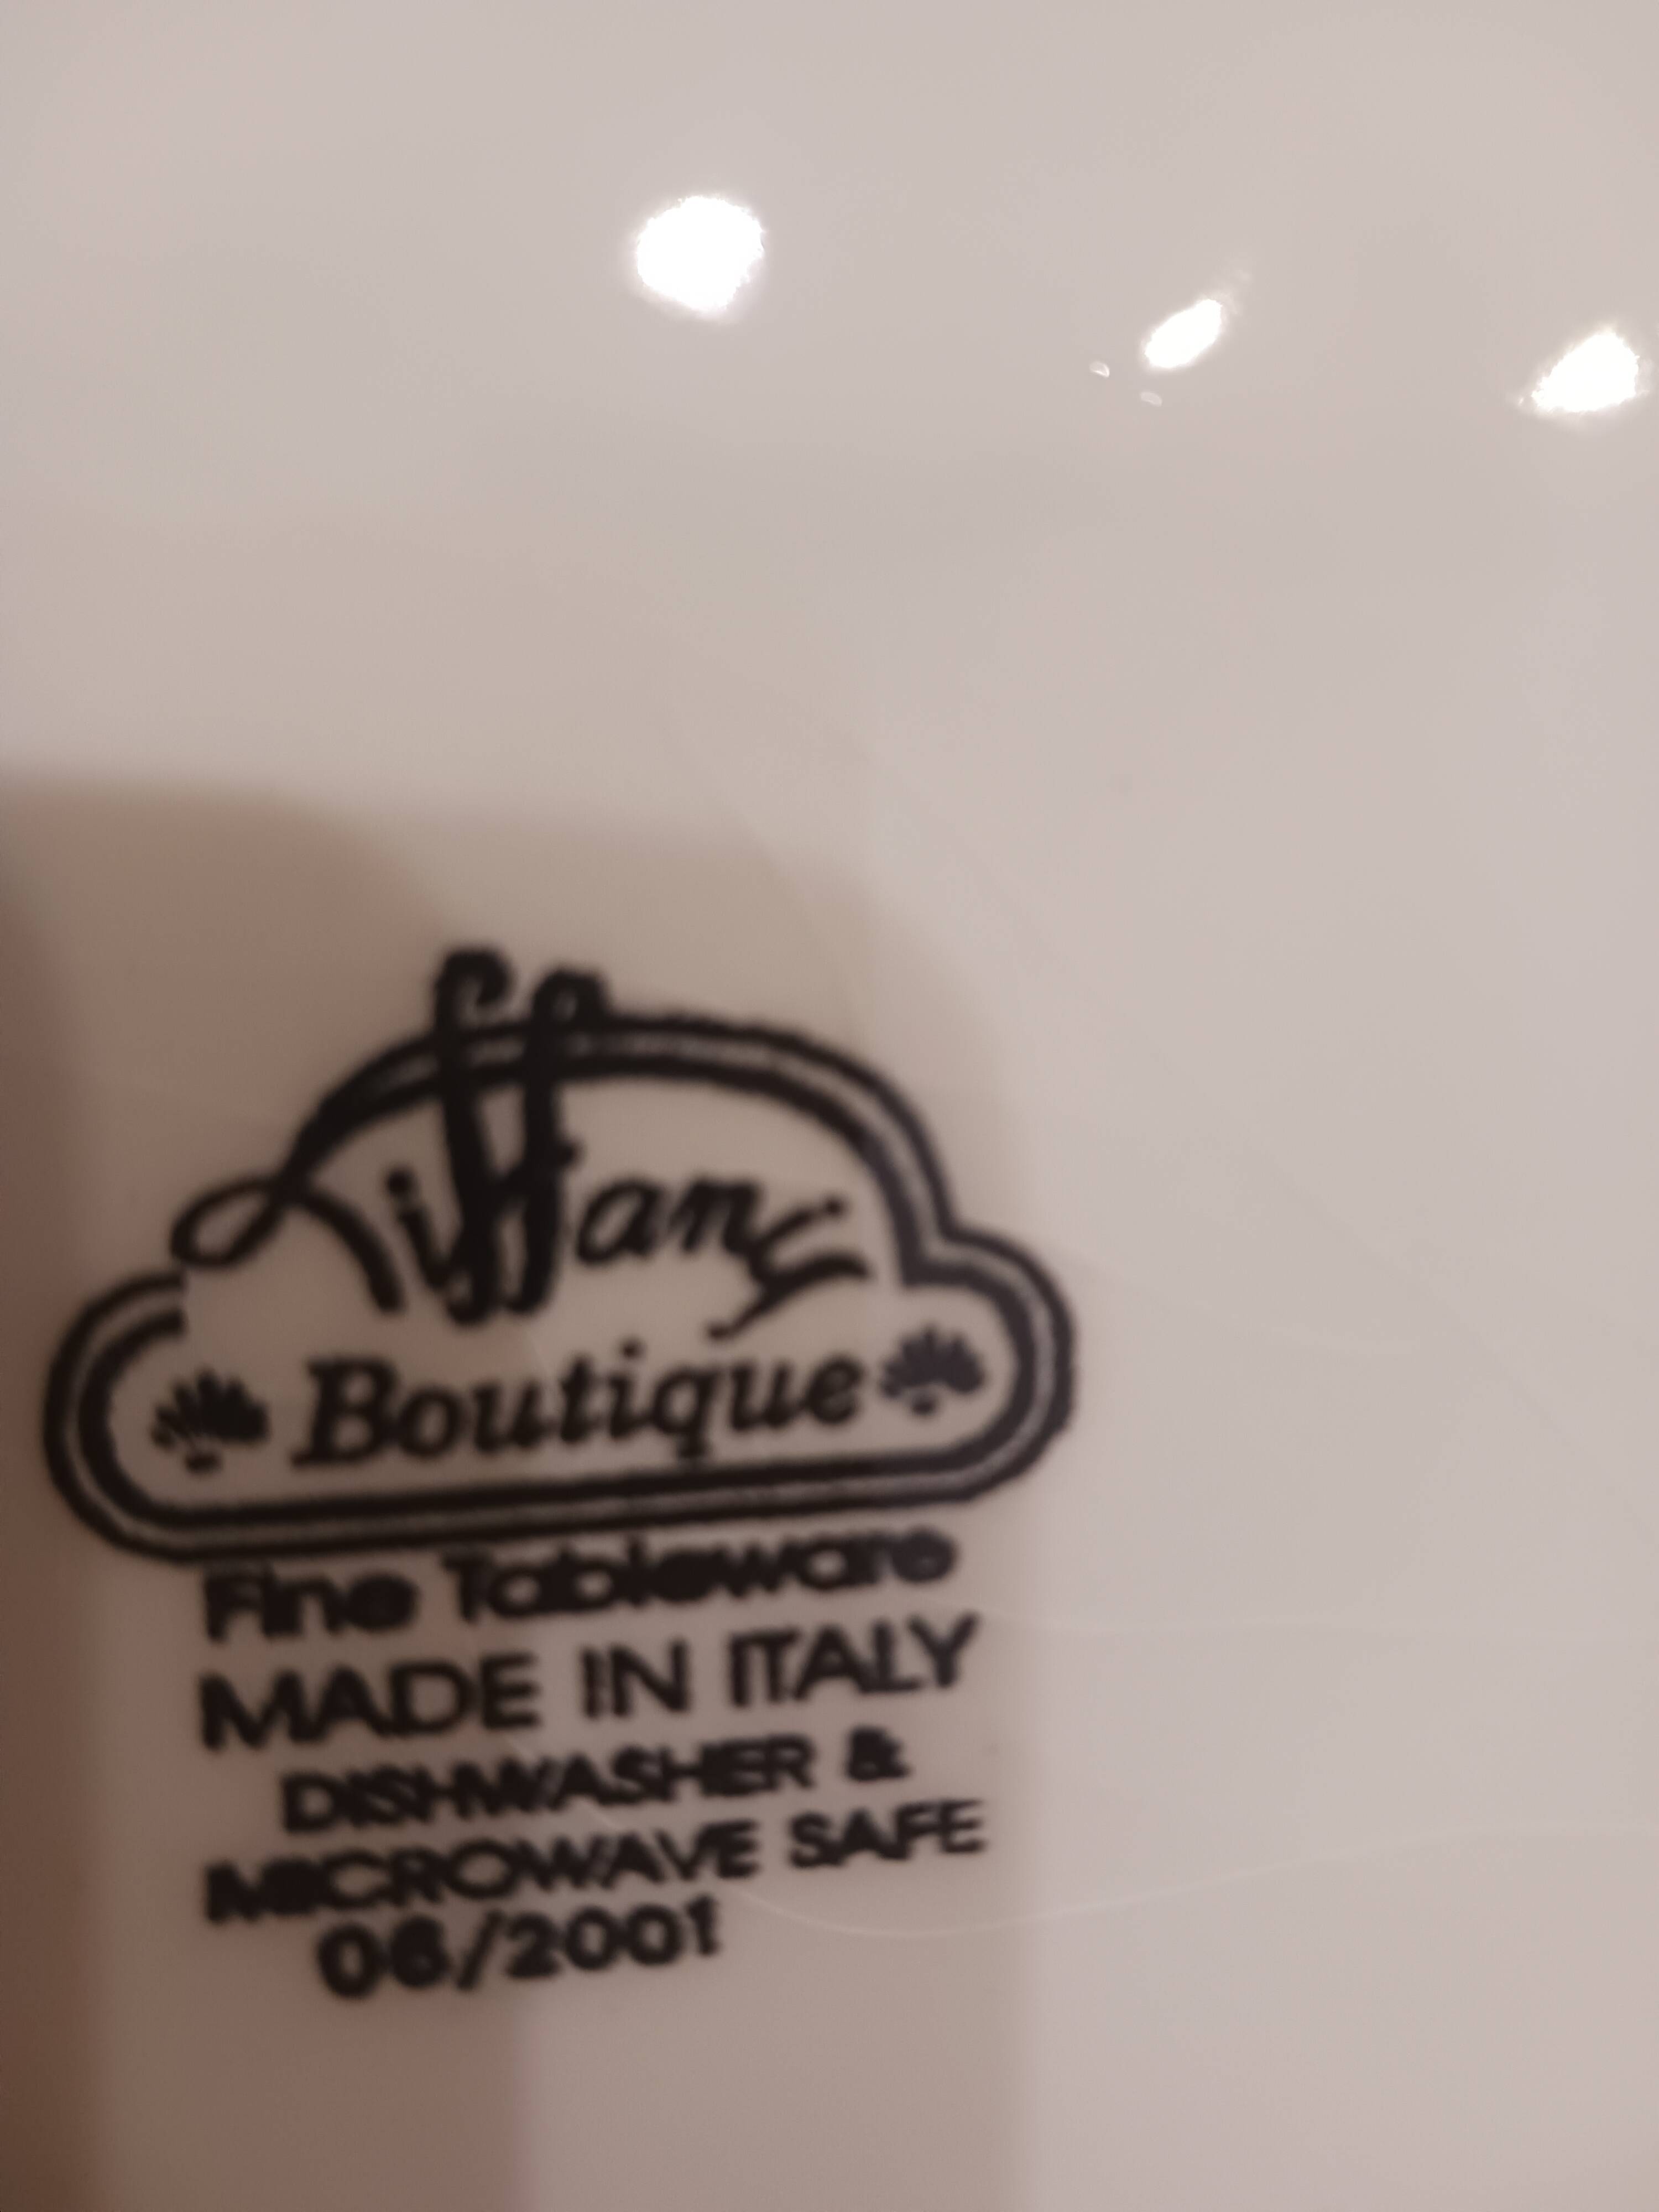 Tiffany
Boutique
Fine Tableware
MADE IN ITALY
DISHWASHER &
MICROWAVE SAFE
06/2001